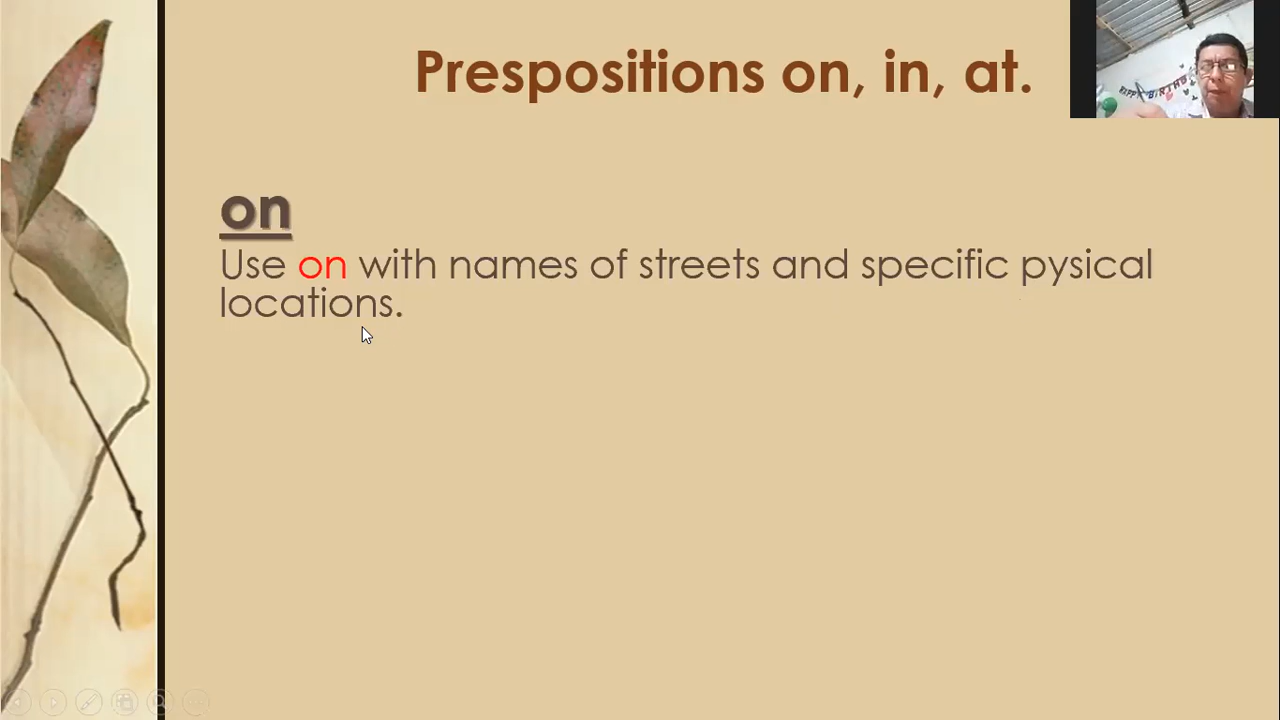 Prespositions on, in, at.
on
Use on with names of streets and specific pysical
locations.